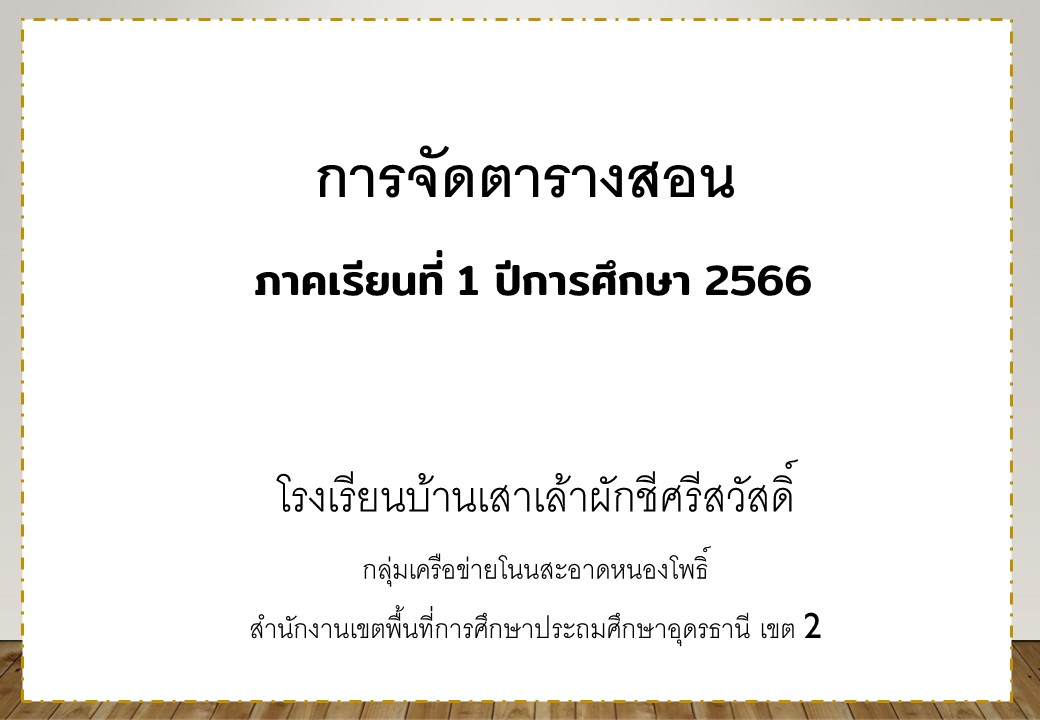 การจัดตารางสอน
ภาคเรียนที่ 1 ปีการศึกษา 2566
โรงเรียนบ้านเสาเล้าผักชีศรีสวัสดิ์
กลุ่มเครือข่ายโนนสะอาดหนองโพธิ์
สำนักงานเขตพื้นที่การศึกษาประถมศึกษาอุดรธานี เขต 2